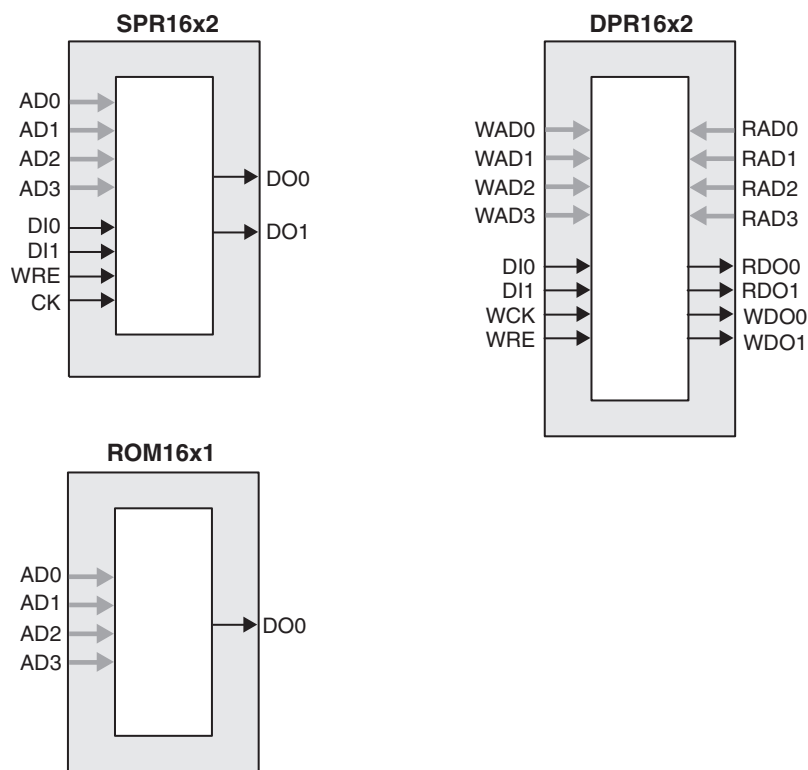 SPR16x2
AD0
AD1
AD2
AD3
DI0
DI1
WRE
CK
DO0
DO1
DPR16x2
WAD0
WAD1
WAD2
WAD3
DI0
DI1
WCK
WRE
RAD0
RAD1
RAD2
RAD3
RDO0
RDO1
WDO0
WDO1
ROM16x1
AD0
AD1
AD2
AD3
DO0